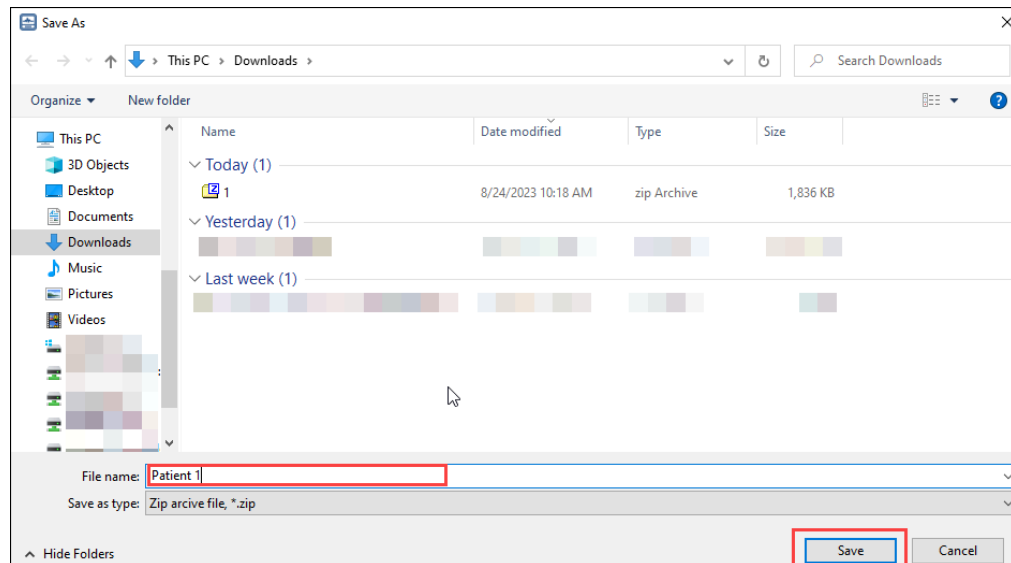 Save As
This PC > Downloads >
Search Downloads
Organize
New folder
Name
Date modified
Type
Size
This PC
3D Objects
Desktop
Documents
Downloads
Music
Pictures
Videos
Today (1)
1
8/24/2023 10:18 AM
zip Archive
1,836 KB
Yesterday (1)
Last week (1)
File name: Patient 1
Save as type: Zip arcive file, *.zip
Hide Folders
Save
Cancel